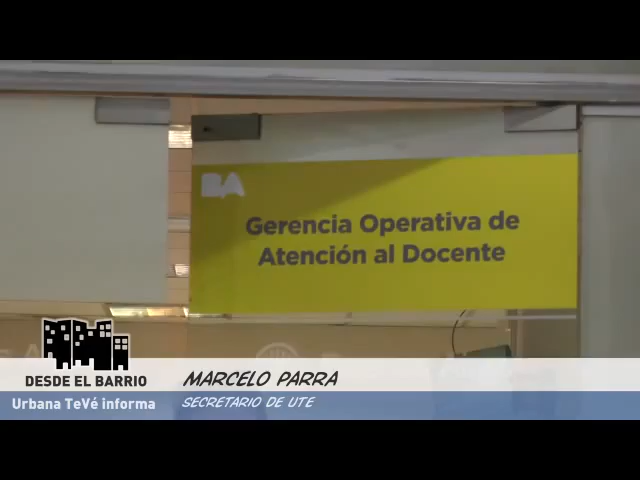 BA
Gerencia Operativa de
Atención al Docente
DESDE EL BARRIO
Urbana TeVé informa
MARCELO PARRA
SECRETARIO DE UTE